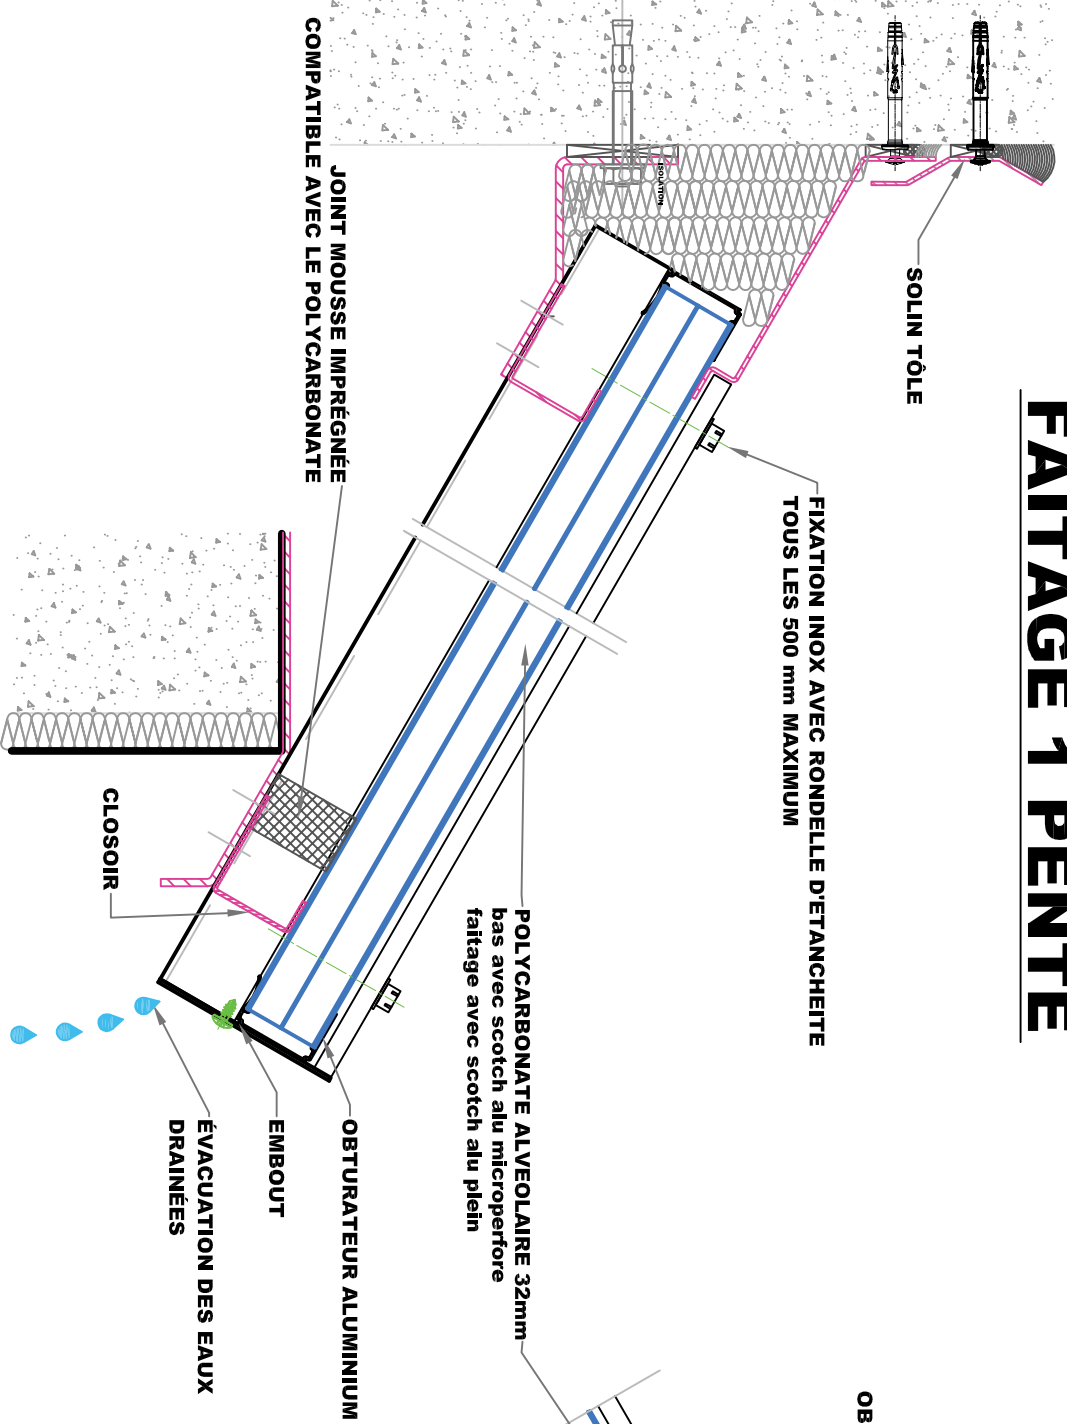 FAITAGE 1 PENTE
SOLIN TÔLE
FIXATION INOX AVEC RONDELLE D'ETANCHEITE
TOUS LES 500 mm MAXIMUM
ISOLATION
JOINT MOUSSE IMPRÉGNÉE
COMPATIBLE AVEC LE POLYCARBONATE
POLYCARBONATE ALVEOLAIRE 32mm
bas avec scotch alu microperfore
faitage avec scotch alu plein
CLOSOIR
OBTURATEUR ALUMINIUM
EMBOUT
ÉVACUATION DES EAUX
DRAINÉES
OB